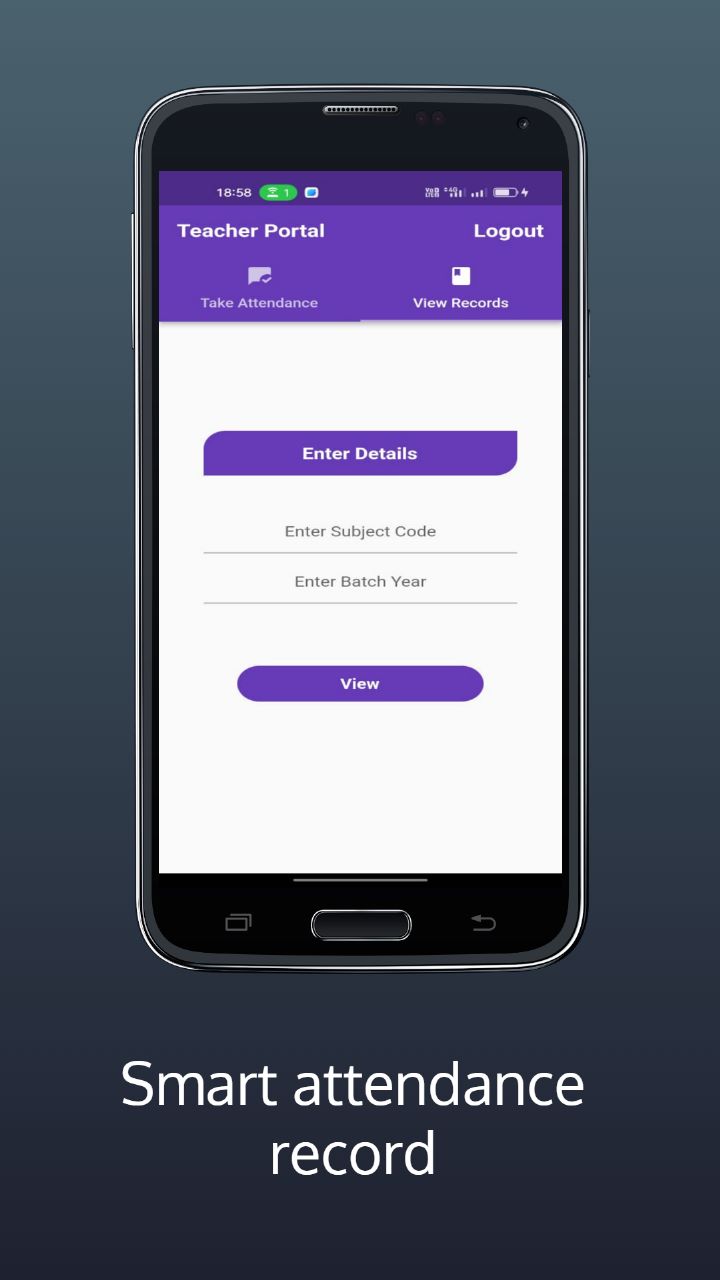 18:58 1 4G
Teacher Portal Logout
Take Attendance View Records
Enter Details
Enter Subject Code
Enter Batch Year
View
Smart attendance
record